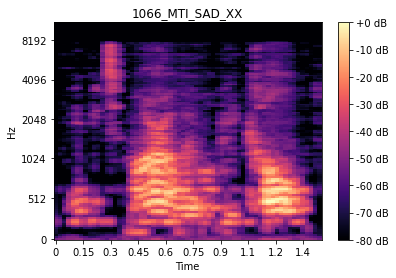 1066_MTI_SAD_XX
8192
4096
2048
1024
512
0
Hz
0 0.15 0.3 0.45 0.6 0.75 0.9 1.1 1.2 1.4
Time
+0 dB
-10 dB
-20 dB
-30 dB
-40 dB
-50 dB
-60 dB
-70 dB
-80 dB